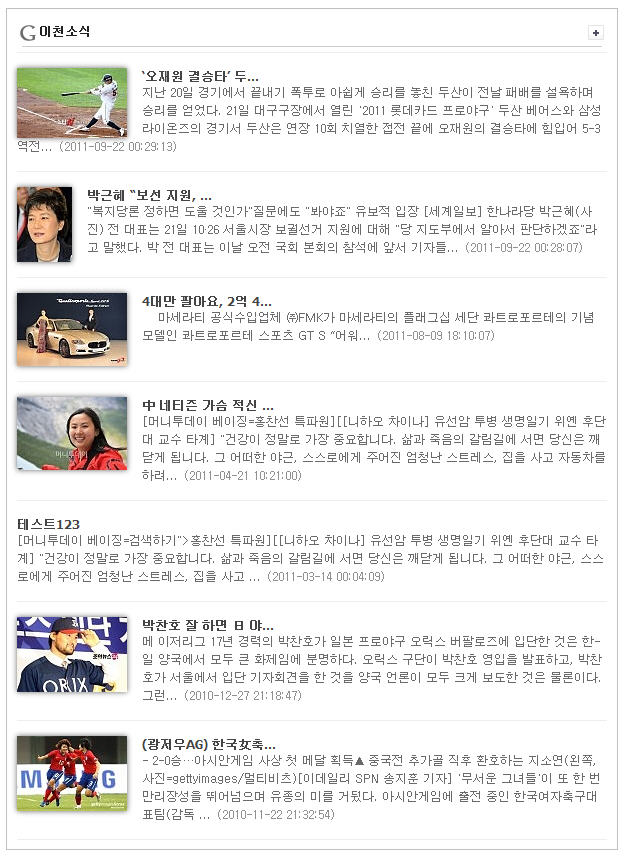 G 이천소식
'오재원 결승타' 두...
지난 20일 경기에서 끝내기 폭투로 아쉽게 승리를 놓친 두산이 전날 패배를 설욕하며
승리를 얻었다. 21일 대구구장에서 열린 '2011 롯데카드 프로야구' 두산 베어스와 삼성
라이온즈의 경기서 두산은 연장 10회 치열한 접전 끝에 오재원의 결승타에 힘입어 5-3
역전... (2011-09-22 00:29:13)
박근혜 "보선 지원, ...
"복지당론 정하면 도울 것인가"질문에도 "봐야죠" 유보적 입장 [세계일보] 한나라당 박근혜(사
진) 전 대표는 21일 10·26 서울시장 보궐선거 지원에 대해 "당 지도부에서 알아서 판단하겠죠"라
고 말했다. 박 전 대표는 이날 오전 국회 본회의 참석에 앞서 기자들... (2011-09-22 00:28:07)
4대만 팔아요, 2억 4...
마세라티 공식수입업체 ㈜FMK가 마세라티의 플래그십 세단 콰트로포르테의 기념
모델인 콰트로포르테 스포츠 GT S "어워... (2011-08-09 18:10:07)
中 네티즌 가슴 적신 ...
[머니투데이 베이징=홍찬선 특파원][[니하오 차이나] 유선암 투병 생명일기 위옌 후단
대 교수 타계] "건강이 정말로 가장 중요합니다. 삶과 죽음의 갈림길에 서면 당신은 깨
닫게 됩니다. 그 어떠한 야근, 스스로에게 주어진 엄청난 스트레스, 집을 사고 자동차를
하려... (2011-04-21 10:21:00)
머니투데이
테스트123
[머니투데이 베이징=검색하기">홍찬선 특파원][[니하오 차이나] 유선암 투병 생명일기 위옌 후단대 교수 타
계] "건강이 정말로 가장 중요합니다. 삶과 죽음의 갈림길에 서면 당신은 깨닫게 됩니다. 그 어떠한 야근, 스스
로에게 주어진 엄청난 스트레스, 집을 사고 ... (2011-03-14 00:04:09)
박찬호 잘 하면 日 야...
메 이저리그 17년 경력의 박찬호가 일본 프로야구 오릭스 버팔로즈에 입단한 것은 한-
일 양국에서 모두 큰 화제임에 분명하다. 오릭스 구단이 박찬호 영입을 발표하고, 박찬
호가 서울에서 입단 기자회견을 한 것을 양국 언론이 모두 크게 보도한 것은 물론이다.
그런... (2010-12-27 21:18:47)
ORIX
(광저우AG) 한국女축...
- 2-0승…아시안게임 사상 첫 메달 획득▲ 중국전 추가골 직후 환호하는 지소연(왼쪽,
사진=gettyimages/멀티비츠)[이데일리 SPN 송지훈 기자] '무서운 그녀들'이 또 한 번
만리장성을 뛰어넘으며 유종의 미를 거뒀다. 아시안게임에 출전 중인 한국여자축구대
표팀(감독 ... (2010-11-22 21:32:54)